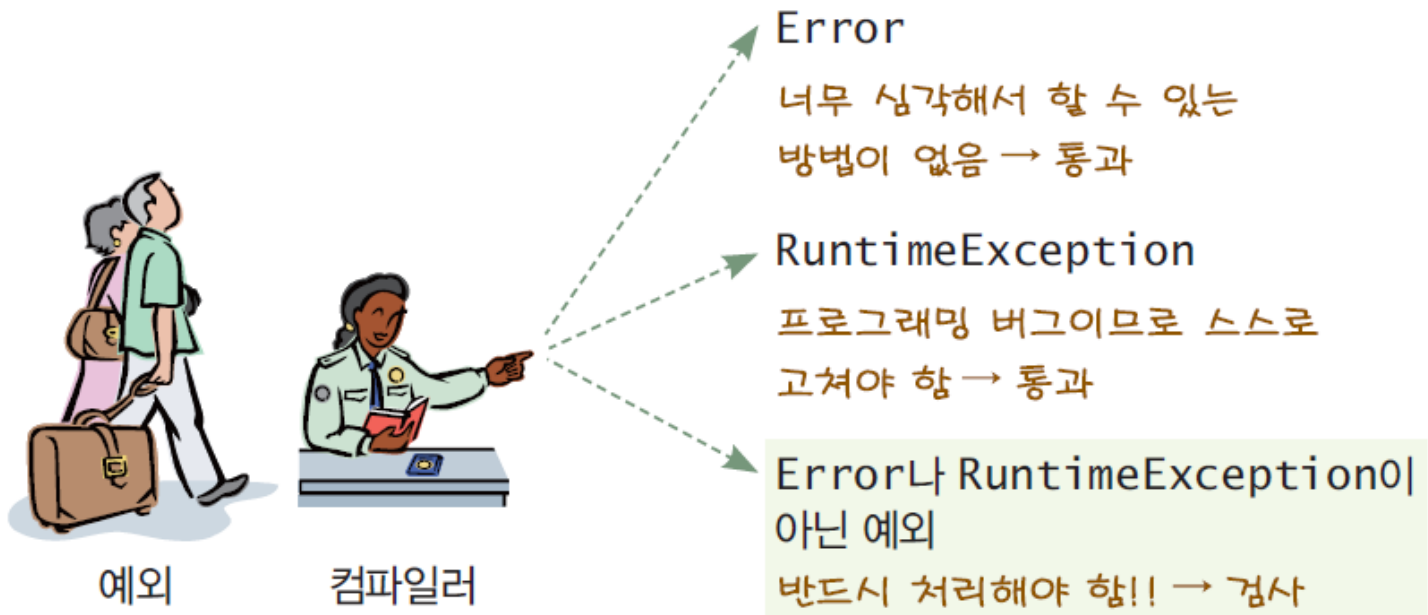 Error
너무 심각해서 할 수 있는
방법이 없음 → 통과
RuntimeException
프로그래밍 버그이므로 스스로
고쳐야 함 → 통과
Error나 RuntimeException이
아닌 예외
반드시 처리해야 함!! → 검사
예외
컴파일러